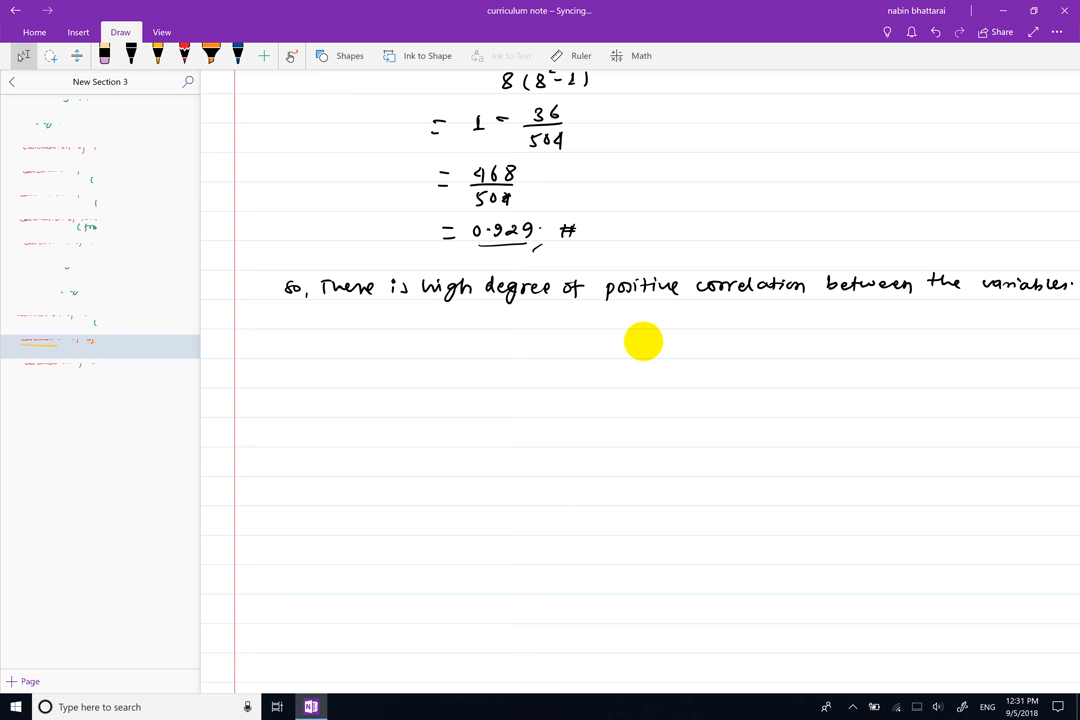 curriculum note – Syncing...
nabin bhattarai
Home Insert Draw View
Share
Shapes Ink to Shape Ink to Text Ruler Math
New Section 3
8(8²-1)
= 1 - 36
504
= 468
504
= 0.929. #
So, There is high degree of positive correlation between the variables.
+ Page
Type here to search
ENG
12:31 PM
9/5/2018